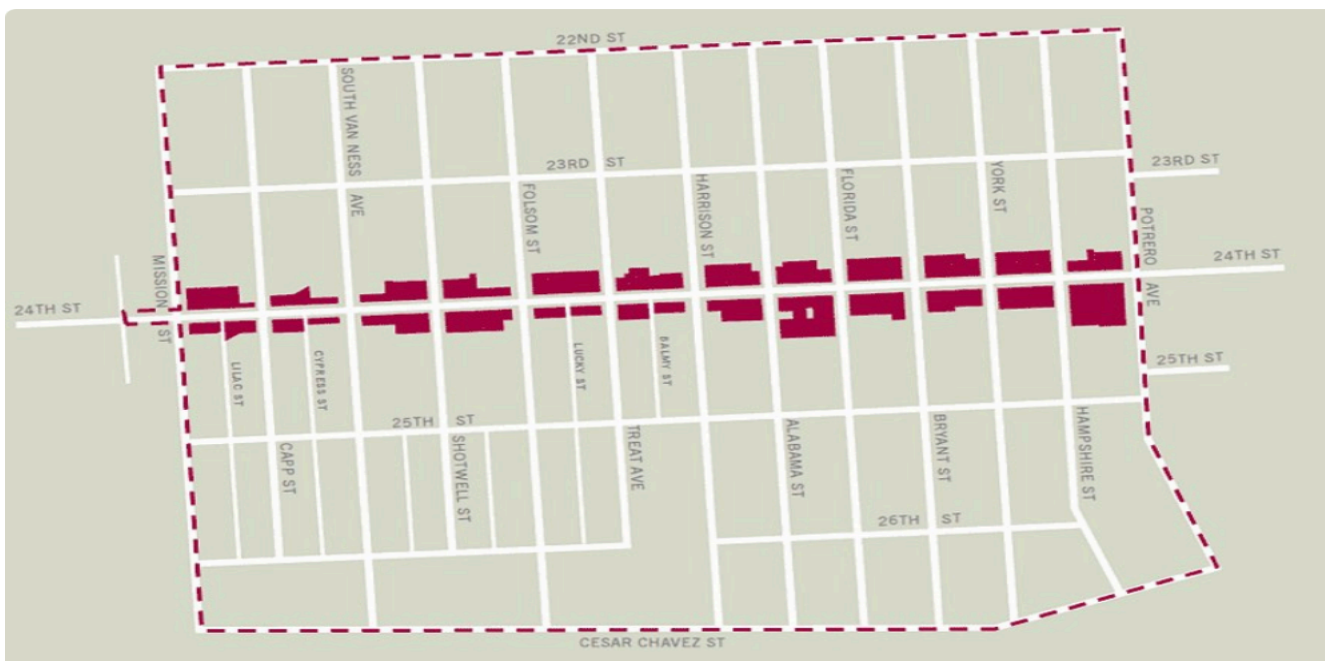 22ND ST
SOUTH VAN NESS AVE
23RD ST
23RD ST
FOLSOM ST
HARRISON ST
FLORIDA ST
YORK ST
POTRERO AVE
MISSION ST
24TH ST
24TH ST
LILAC ST
CYPRESS ST
LUCKY ST
BALMY ST
25TH ST
25TH ST
CAPP ST
SHOTWELL ST
TREAT AVE
ALABAMA ST
BRYANT ST
HAMPSHIRE ST
26TH ST
CESAR CHAVEZ ST